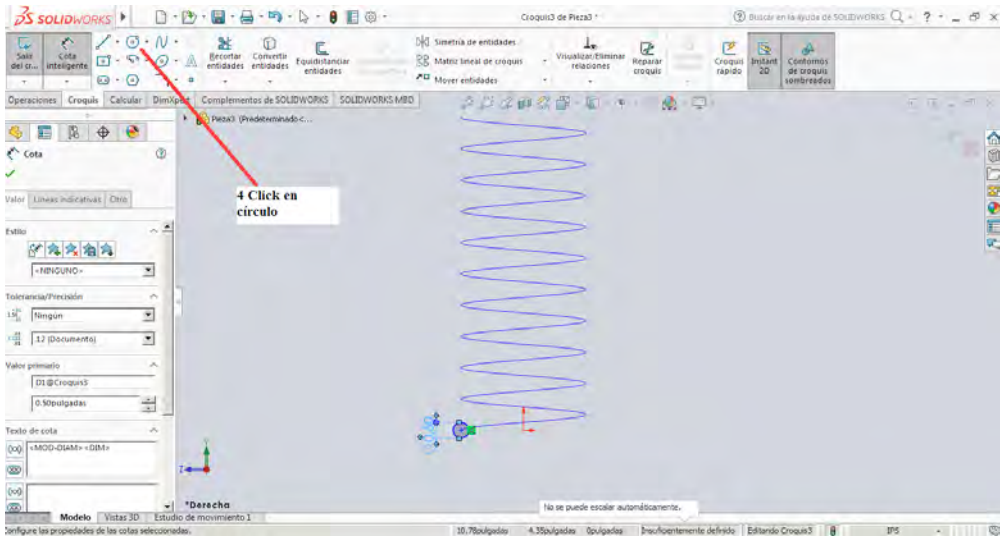 SOLIDWORKS
Croquis3 de Pieza3 *
Buscar en la ayuda de SOLIDWORKS
Salir
del cr...
Cota
inteligente
Recortar
entidades
Convertir
entidades
Equidistanciar
entidades
Simetría de entidades
Matriz lineal de croquis
Mover entidades
Visualizar/Eliminar
relaciones
Reparar
croquis
Croquis
rápido
Instant
2D
Contornos
de croquis
sombreados
Operaciones Croquis Calcular DimXpert Complementos de SOLIDWORKS SOLIDWORKS MBD
Pieza3 (Predeterminado<...
Cota
Valor Líneas indicativas Otro
4 Click en
círculo
Estilo
<NINGUNO>
Tolerancia/Precisión
Ningún
.12 (Documento)
Valor primario
D1@Croquis3
0.50pulgadas
Texto de cota
<MOD-DIAM><DIM>
(xx)
(xx)
Y
Z
*Derecha
No se puede escalar automáticamente.
Modelo Vistas 3D Estudio de movimiento 1
Configure las propiedades de las cotas seleccionadas.
10.78pulgadas 4.35pulgadas 0pulgadas Insuficientemente definido Editando Croquis3 IPS